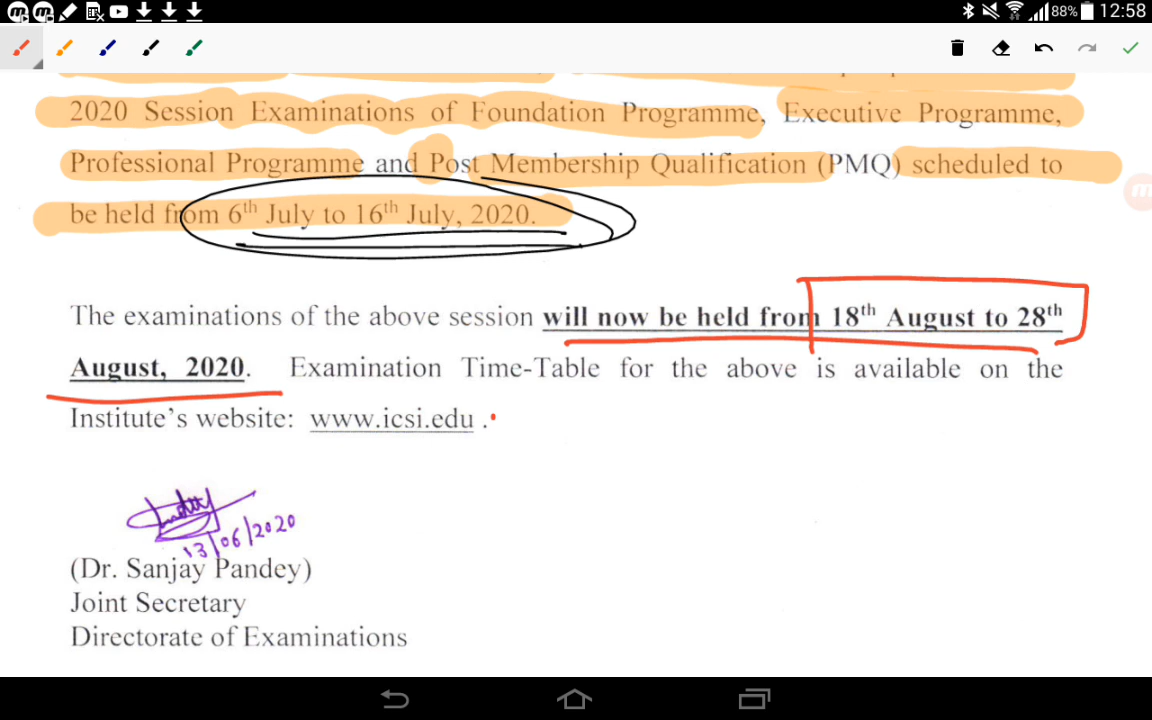 88% 12:58
2020 Session Examinations of Foundation Programme, Executive Programme,
Professional Programme and Post Membership Qualification (PMQ) scheduled to
be held from 6th July to 16th July, 2020.
The examinations of the above session will now be held from 18th August to 28th
August, 2020. Examination Time-Table for the above is available on the
Institute's website: www.icsi.edu .
13/06/2020
(Dr. Sanjay Pandey)
Joint Secretary
Directorate of Examinations